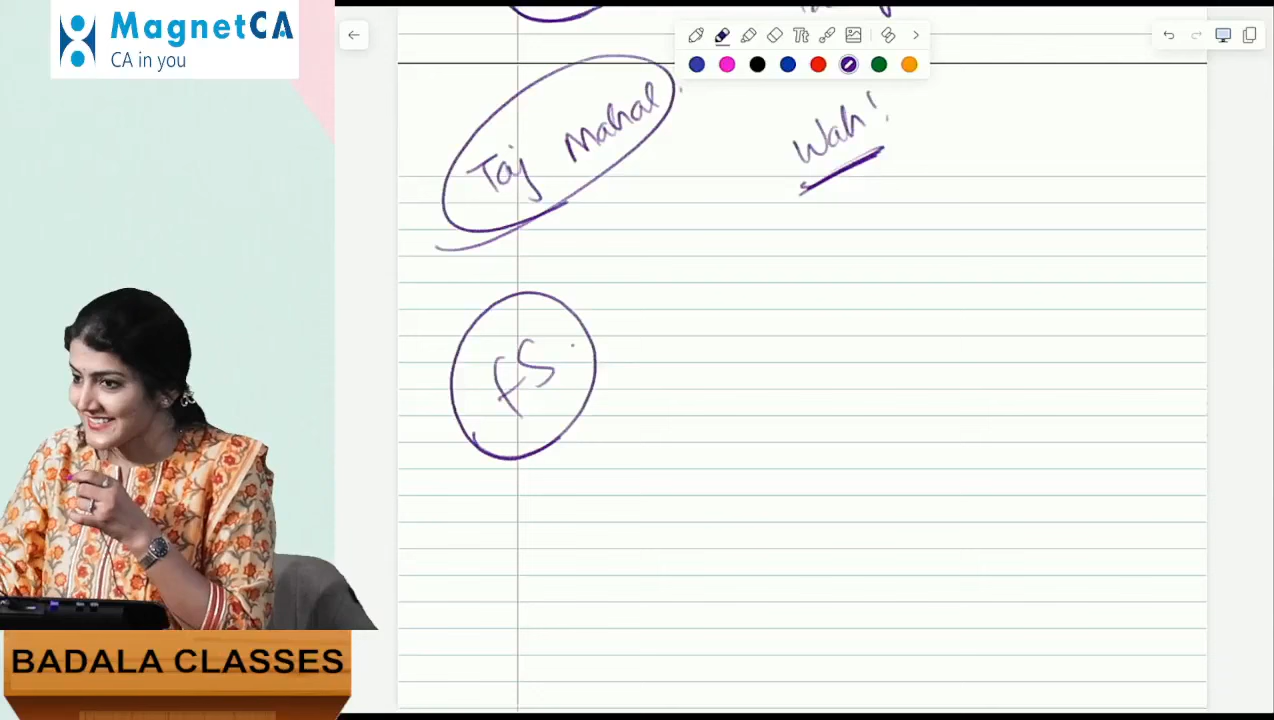 MagnetCA
CA in you
Taj Mahal
Wah!
FS
BADALA CLASSES